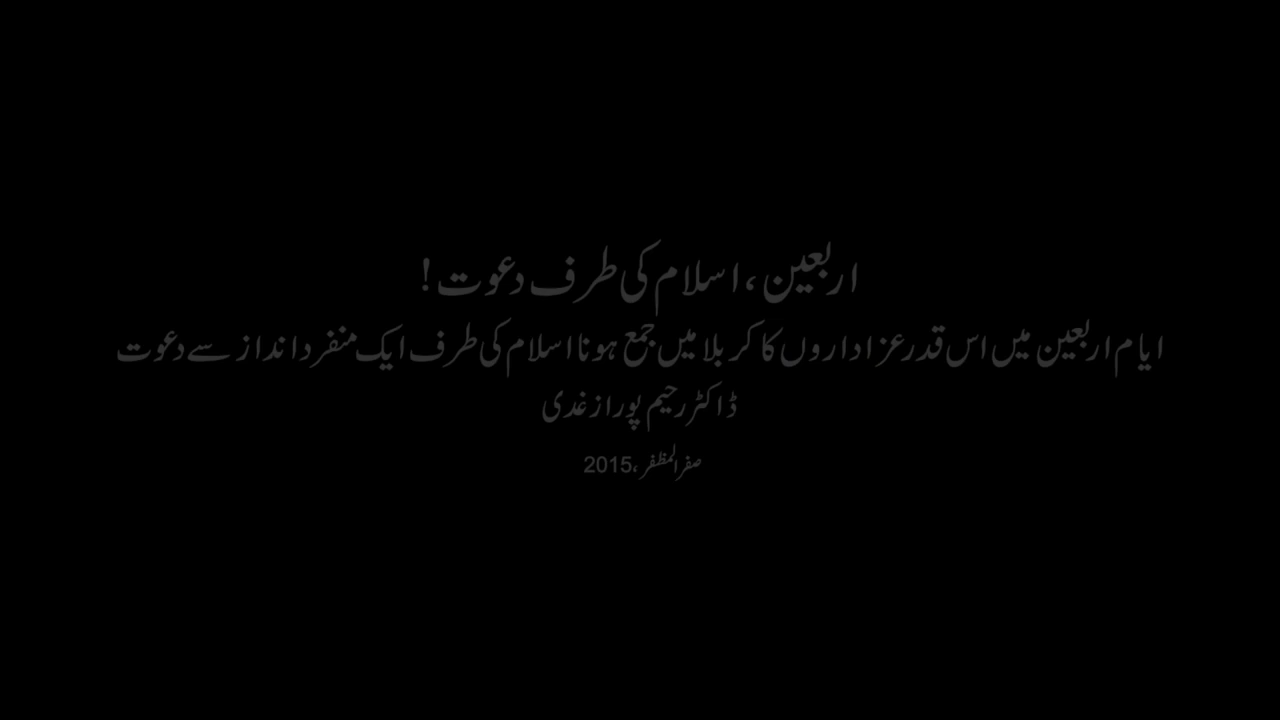 اربعین، اسلام کی طرف دعوت!
ایام اربعین میں اس قدر عزاداروں کا کربلا میں جمع ہونا اسلام کی طرف ایک منفرد انداز سے دعوت
ڈاکٹر رحیم پور ازغدی
صفر المظفر، 2015